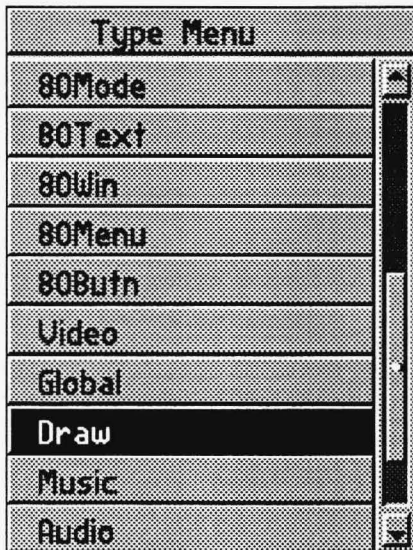 Type Menu
80Mode
80Text
80Win
80Menu
80Butn
Video
Global
Draw
Music
Audio